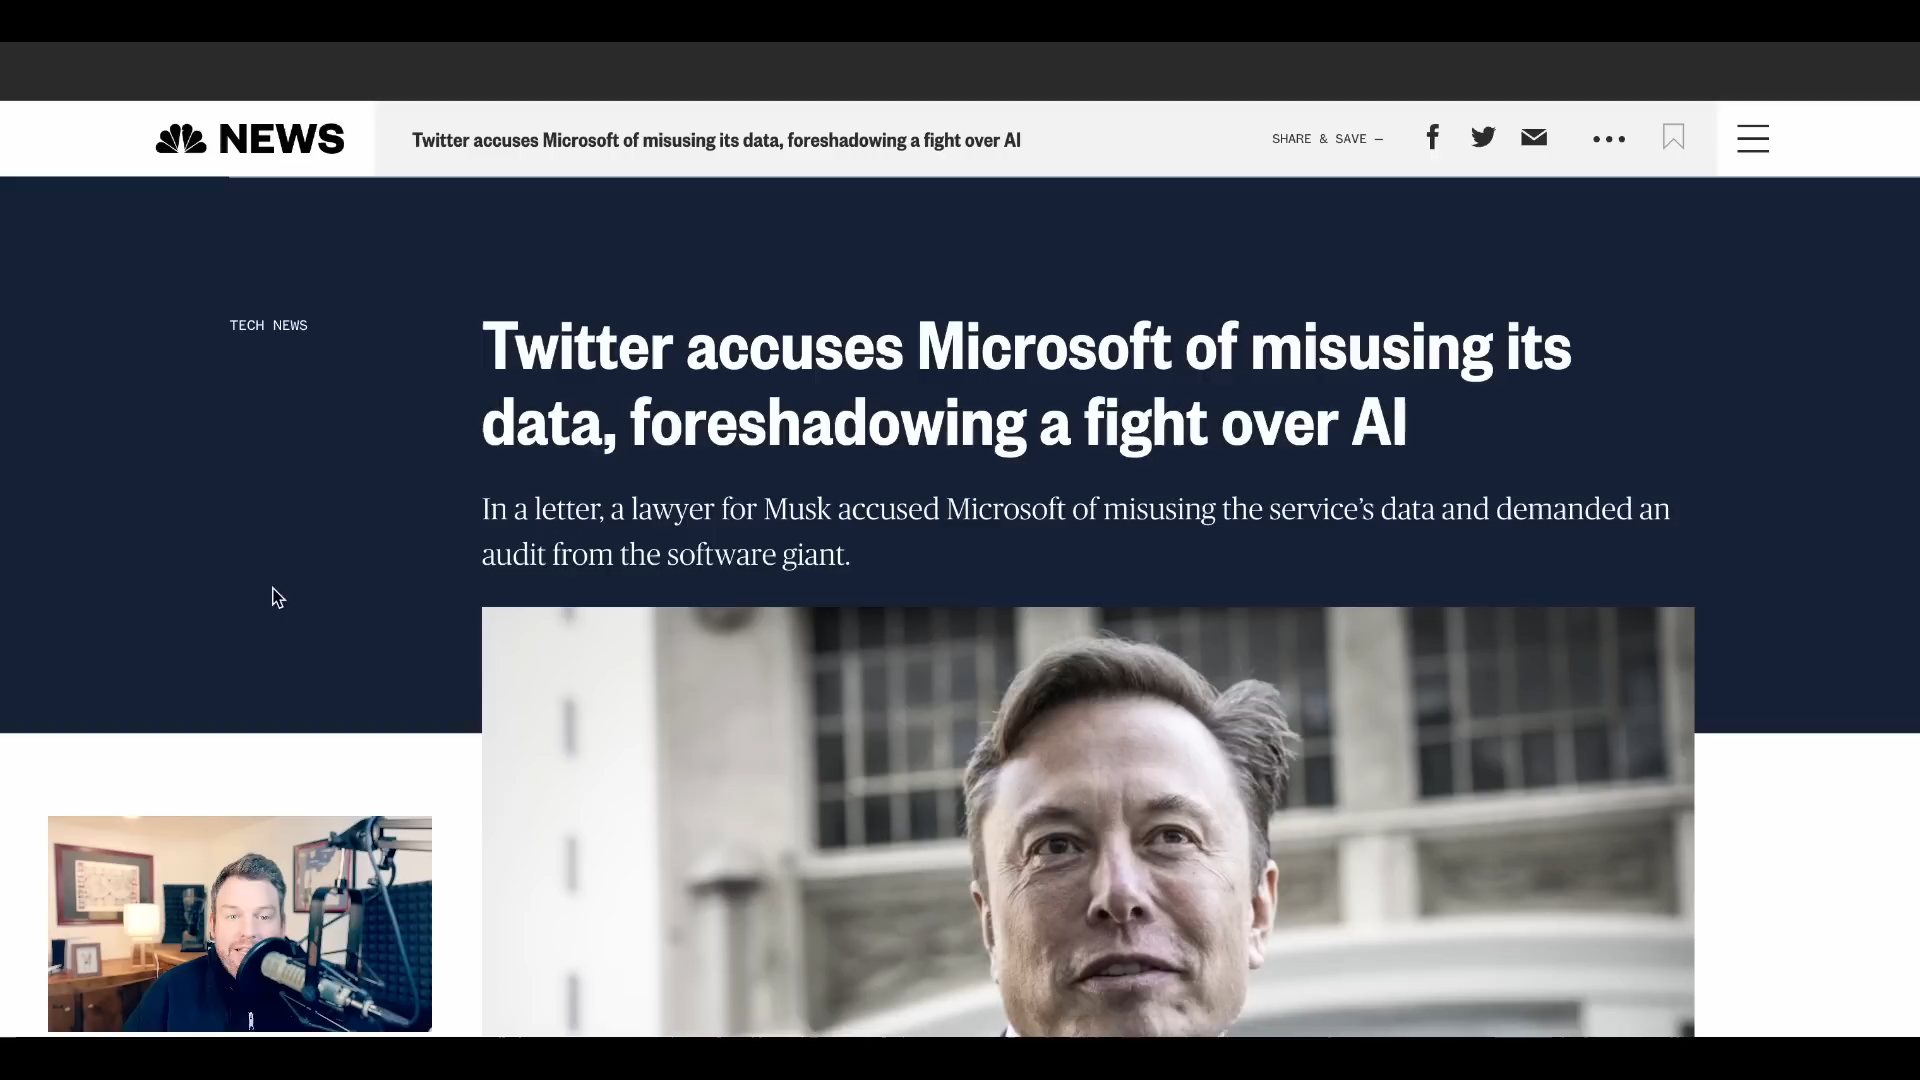 NEWS
Twitter accuses Microsoft of misusing its data, foreshadowing a fight over AI
SHARE & SAVE —
TECH NEWS
Twitter accuses Microsoft of misusing its
data, foreshadowing a fight over AI
In a letter, a lawyer for Musk accused Microsoft of misusing the service’s data and demanded an
audit from the software giant.